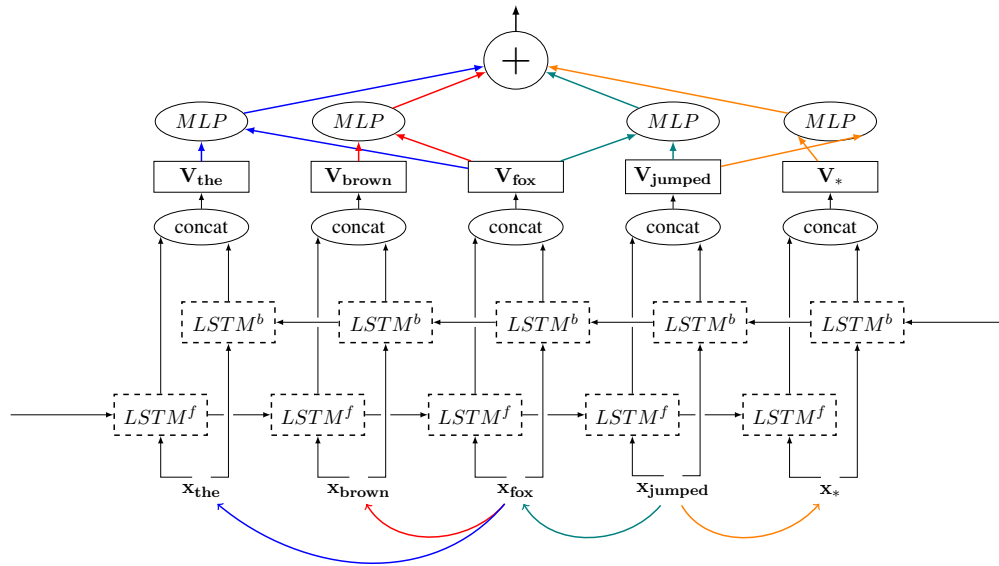 +
MLP MLP MLP MLP
V_the V_brown V_fox V_jumped V_*
concat concat concat concat concat
LSTM^b LSTM^b LSTM^b LSTM^b LSTM^b
LSTM^f LSTM^f LSTM^f LSTM^f LSTM^f
x_the x_brown x_fox x_jumped x_*